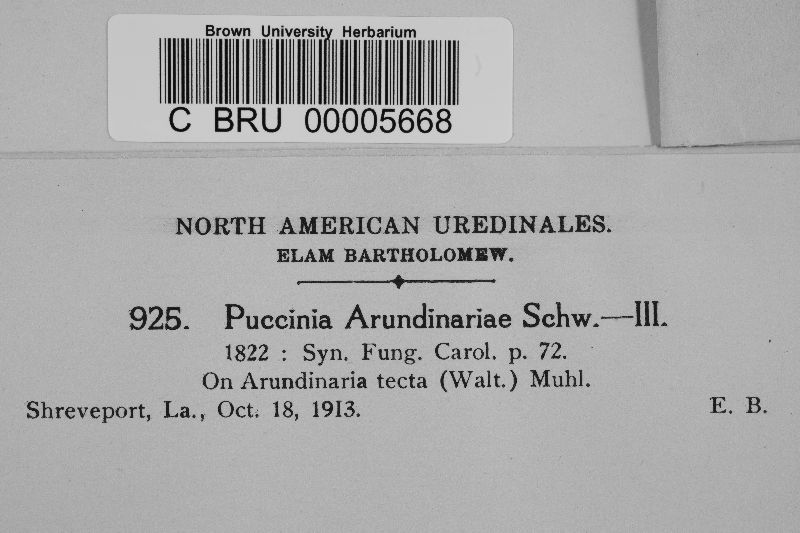 Brown University Herbarium
C BRU 00005668
NORTH AMERICAN UREDINALES.
ELAM BARTHOLOMEW.
925. Puccinia Arundinariae Schw.—III.
1822 : Syn. Fung. Carol. p. 72.
On Arundinaria tecta (Walt.) Muhl.
Shreveport, La., Oct. 18, 1913. E. B.